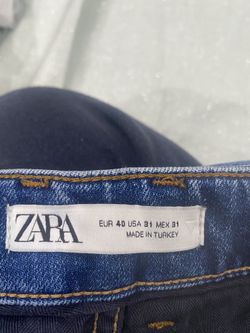 ZARA
EUR 40 USA 31 MEX 31
MADE IN TURKEY